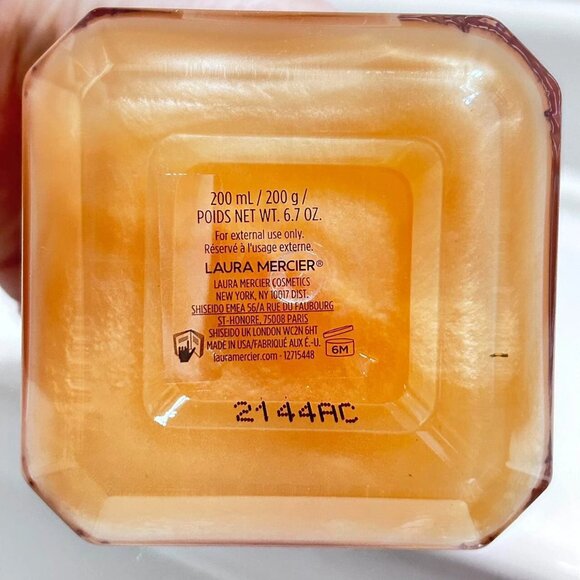 200 mL / 200 g /
POIDS NET WT. 6.7 OZ.
For external use only.
Réservé à l'usage externe.
LAURA MERCIER®
LAURA MERCIER COSMETICS
NEW YORK, NY 10017 DIST.
SHISEIDO EMEA 56/A RUE DU FAUBOURG
ST-HONORE, 75008 PARIS
SHISEIDO UK LONDON WC2N 6HT
MADE IN USA/FABRIQUÉ AUX É.-U.
lauramercier.com - 12715448
6M
2144AC